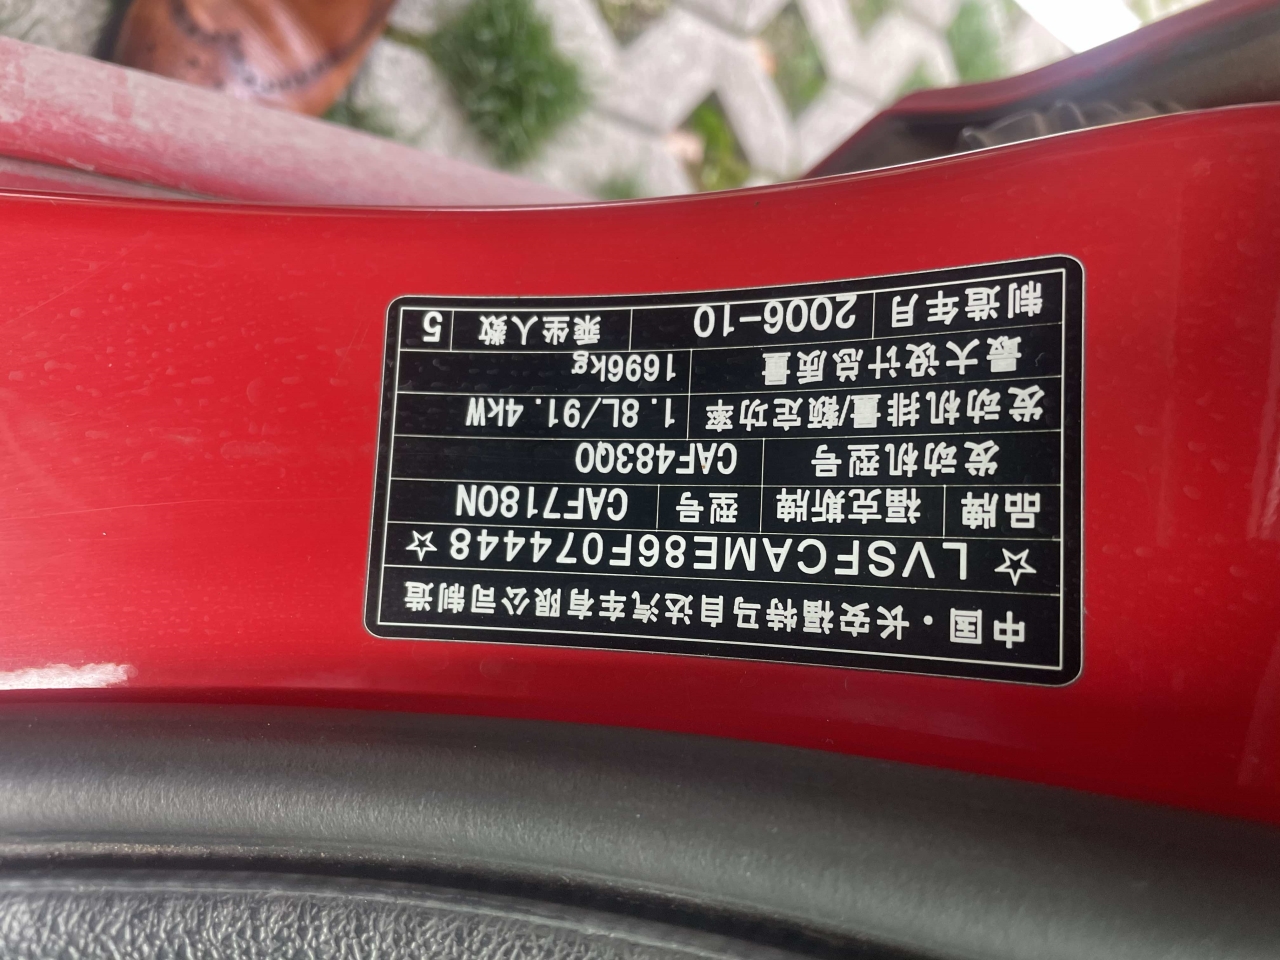 中国·长安福特马自达汽车有限公司制造
☆LVSFCAME86F074448☆
品牌 福克斯牌 型号 CAF7180N
发动机型号 CAF483Q0
发动机排量/额定功率 1.8L/91.4kW
最大设计总质量 1696kg
制造年月 2006-10 乘坐人数 5